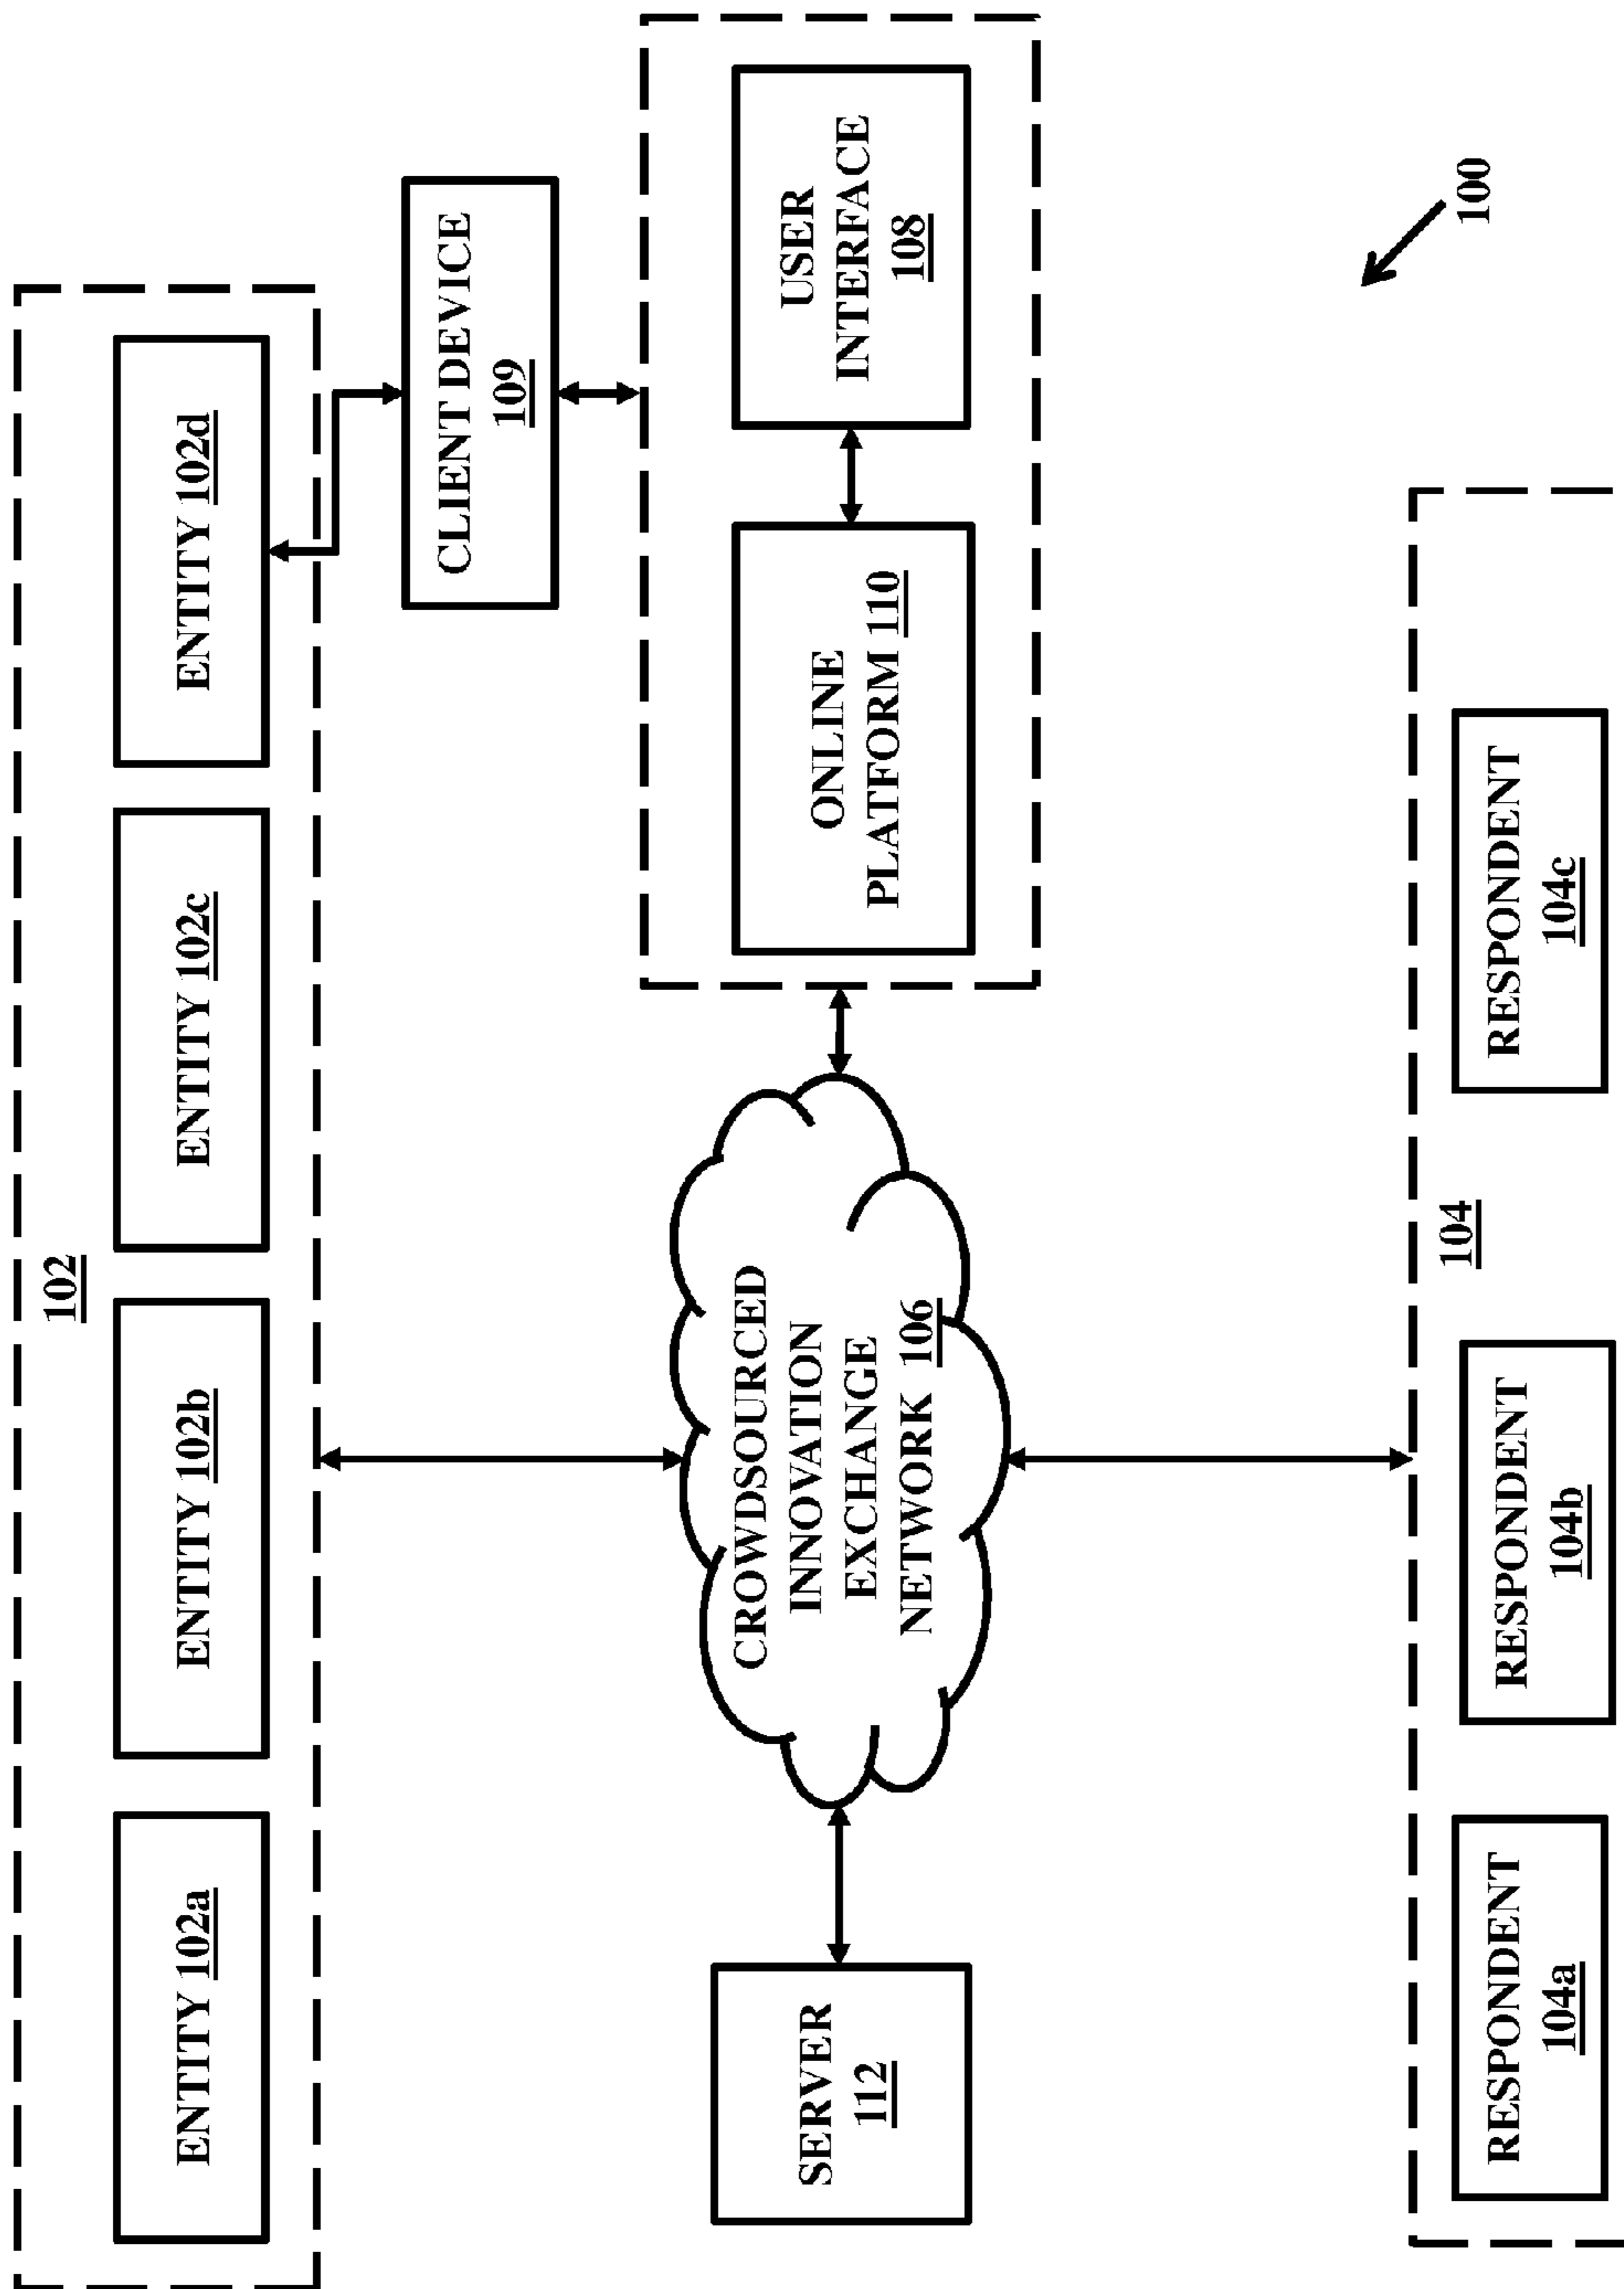 102
ENTITY 102a
ENTITY 102b
ENTITY 102c
ENTITY 102d
CLIENT DEVICE
109
SERVER
112
CROWDSOURCED
INNOVATION
EXCHANGE
NETWORK 106
ONLINE
PLATFORM 110
USER
INTERFACE
108
104
RESPONDENT
104a
RESPONDENT
104b
RESPONDENT
104c
100